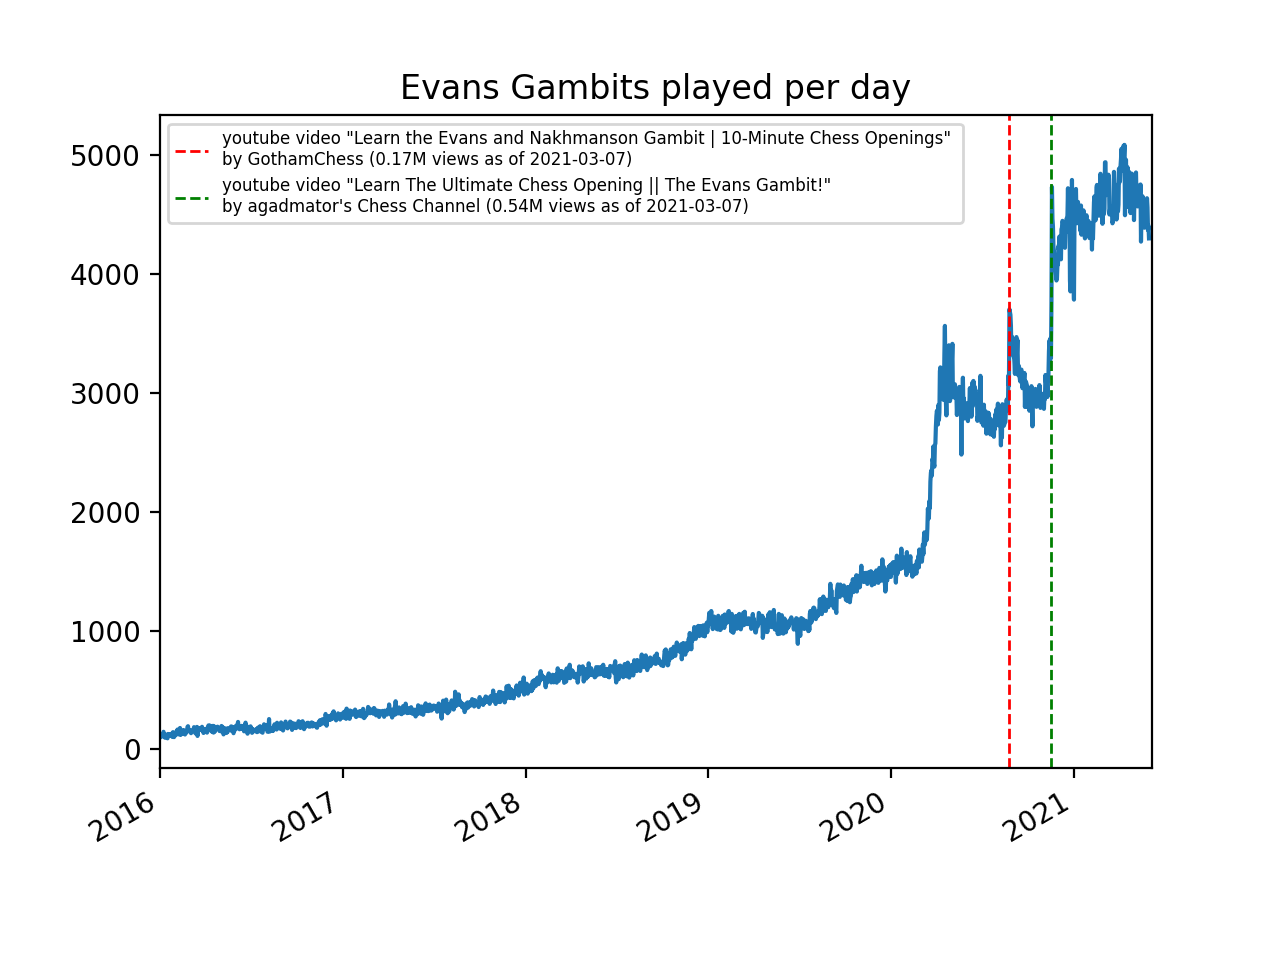 Evans Gambits played per day
youtube video "Learn the Evans and Nakhmanson Gambit | 10-Minute Chess Openings"
by GothamChess (0.17M views as of 2021-03-07)
youtube video "Learn The Ultimate Chess Opening || The Evans Gambit!"
by agadmator's Chess Channel (0.54M views as of 2021-03-07)
5000
4000
3000
2000
1000
0
2016
2017
2018
2019
2020
2021